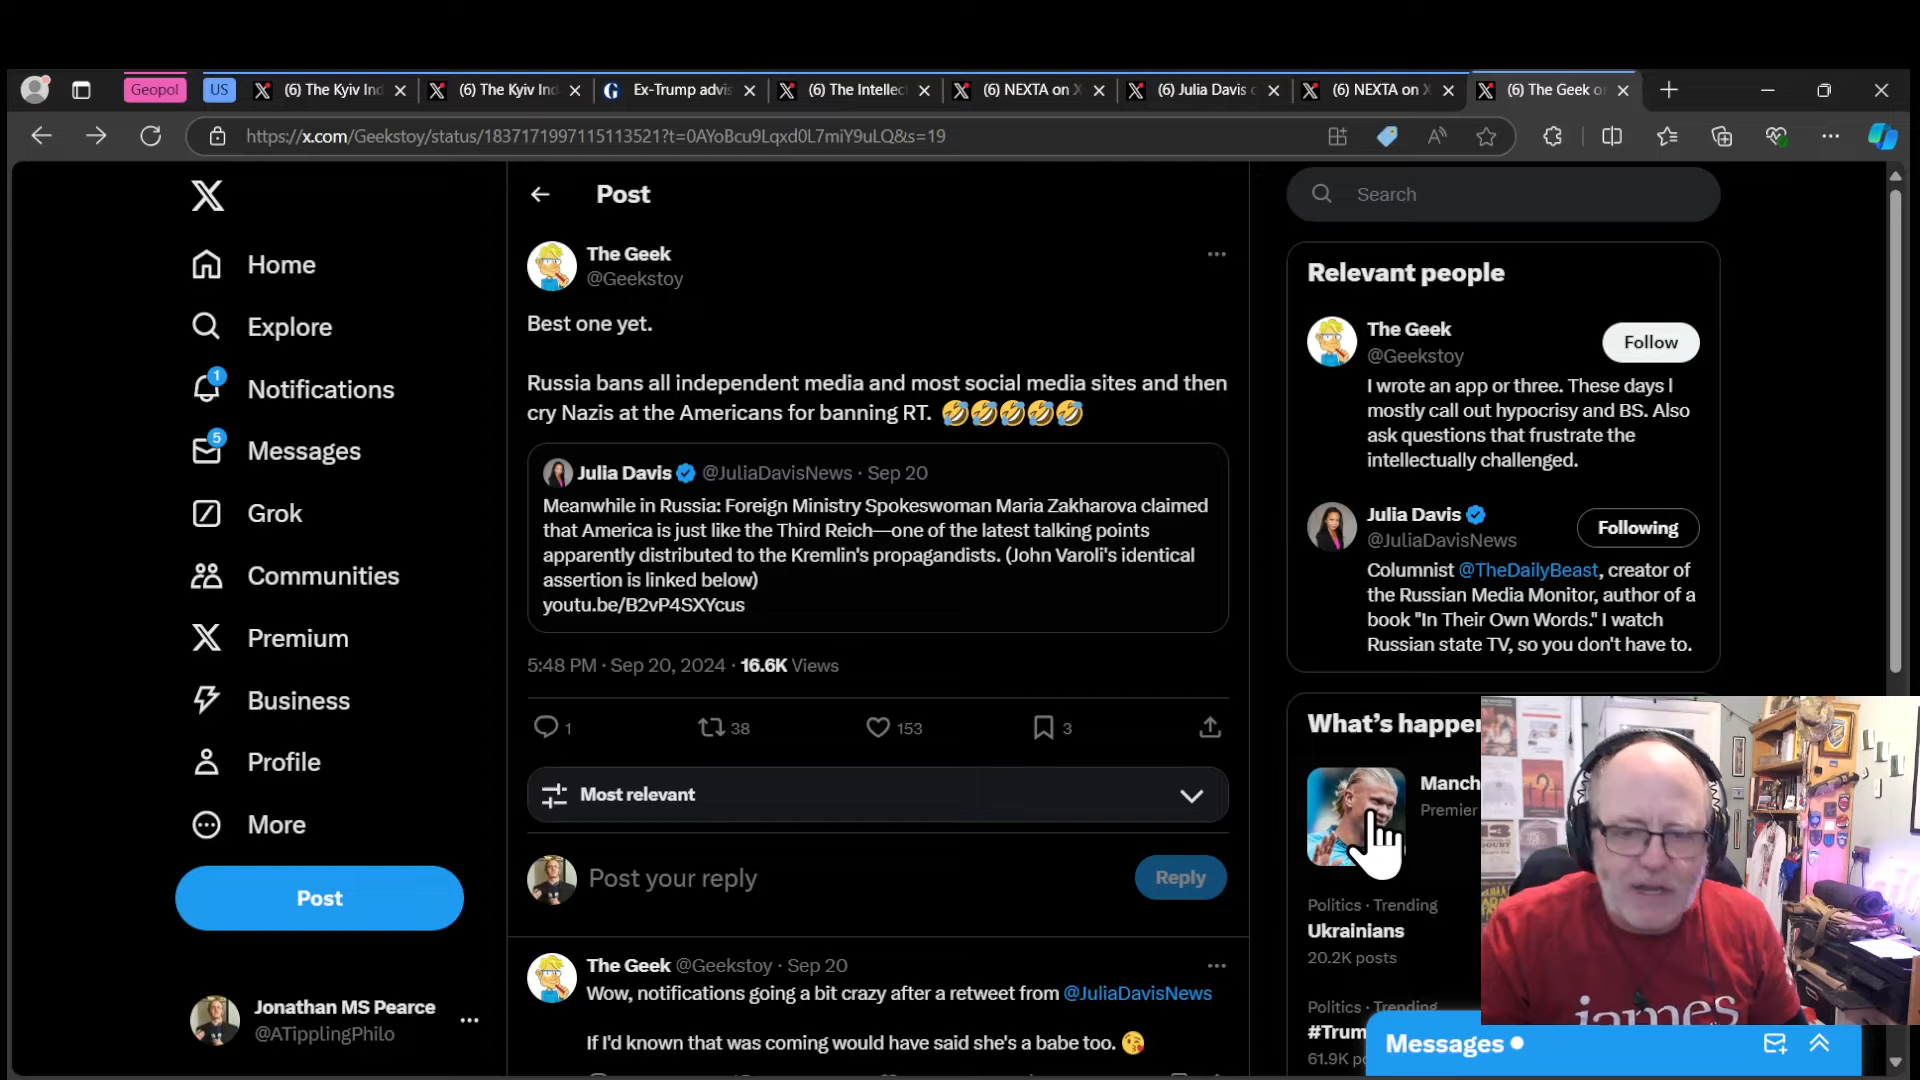 Geopol
US
(6) The Kyiv Ind
(6) The Kyiv Ind
Ex-Trump advis
(6) The Intellec
(6) NEXTA on X
(6) Julia Davis o
(6) NEXTA on X
(6) The Geek on
https://x.com/Geekstoy/status/1837171997115113521?t=0AYoBcu9Lqxd0L7miY9uLQ&s=19
Home
Explore
1
Notifications
5
Messages
Grok
Communities
Premium
Business
Profile
More
Post
Jonathan MS Pearce
@ATipplingPhilo
Post
The Geek
@Geekstoy
Best one yet.
Russia bans all independent media and most social media sites and then
cry Nazis at the Americans for banning RT. 🤣🤣🤣🤣🤣
Julia Davis @JuliaDavisNews · Sep 20
Meanwhile in Russia: Foreign Ministry Spokeswoman Maria Zakharova claimed
that America is just like the Third Reich—one of the latest talking points
apparently distributed to the Kremlin's propagandists. (John Varoli's identical
assertion is linked below)
youtu.be/B2vP4SXYcus
5:48 PM · Sep 20, 2024 · 16.6K Views
1
38
153
3
Most relevant
Post your reply
Reply
The Geek @Geekstoy · Sep 20
Wow, notifications going a bit crazy after a retweet from @JuliaDavisNews
If I'd known that was coming would have said she's a babe too. 😘
Search
Relevant people
The Geek
@Geekstoy
Follow
I wrote an app or three. These days I
mostly call out hypocrisy and BS. Also
ask questions that frustrate the
intellectually challenged.
Julia Davis
@JuliaDavisNews
Following
Columnist @TheDailyBeast, creator of
the Russian Media Monitor, author of a
book "In Their Own Words." I watch
Russian state TV, so you don't have to.
What's happen
Manch
Premier
Politics · Trending
Ukrainians
20.2K posts
Politics · Trending
#Trum
61.9K po
james
Messages